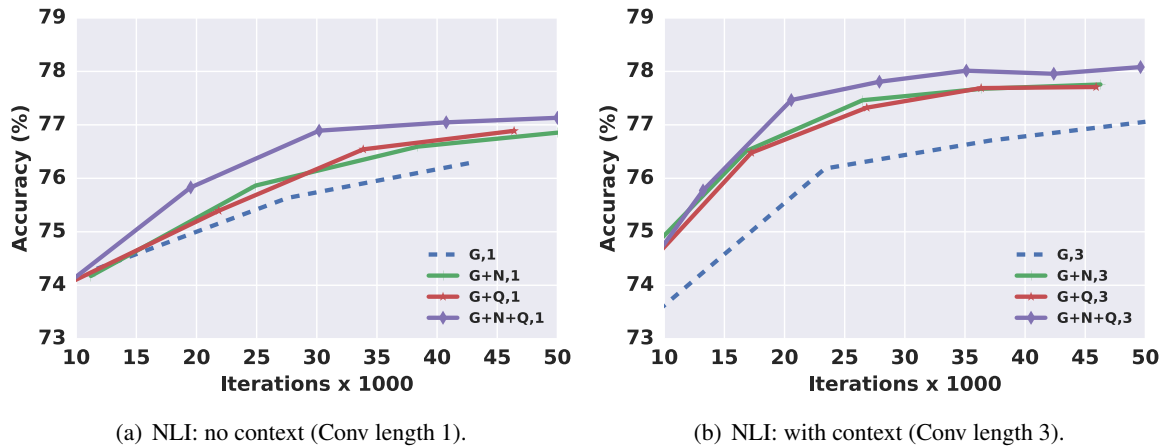 79
78
77
76
75
74
73
Accuracy (%)
10 15 20 25 30 35 40 45 50
Iterations x 1000
G,1
G+N,1
G+Q,1
G+N+Q,1
(a) NLI: no context (Conv length 1).
79
78
77
76
75
74
73
Accuracy (%)
10 15 20 25 30 35 40 45 50
Iterations x 1000
G,3
G+N,3
G+Q,3
G+N+Q,3
(b) NLI: with context (Conv length 3).